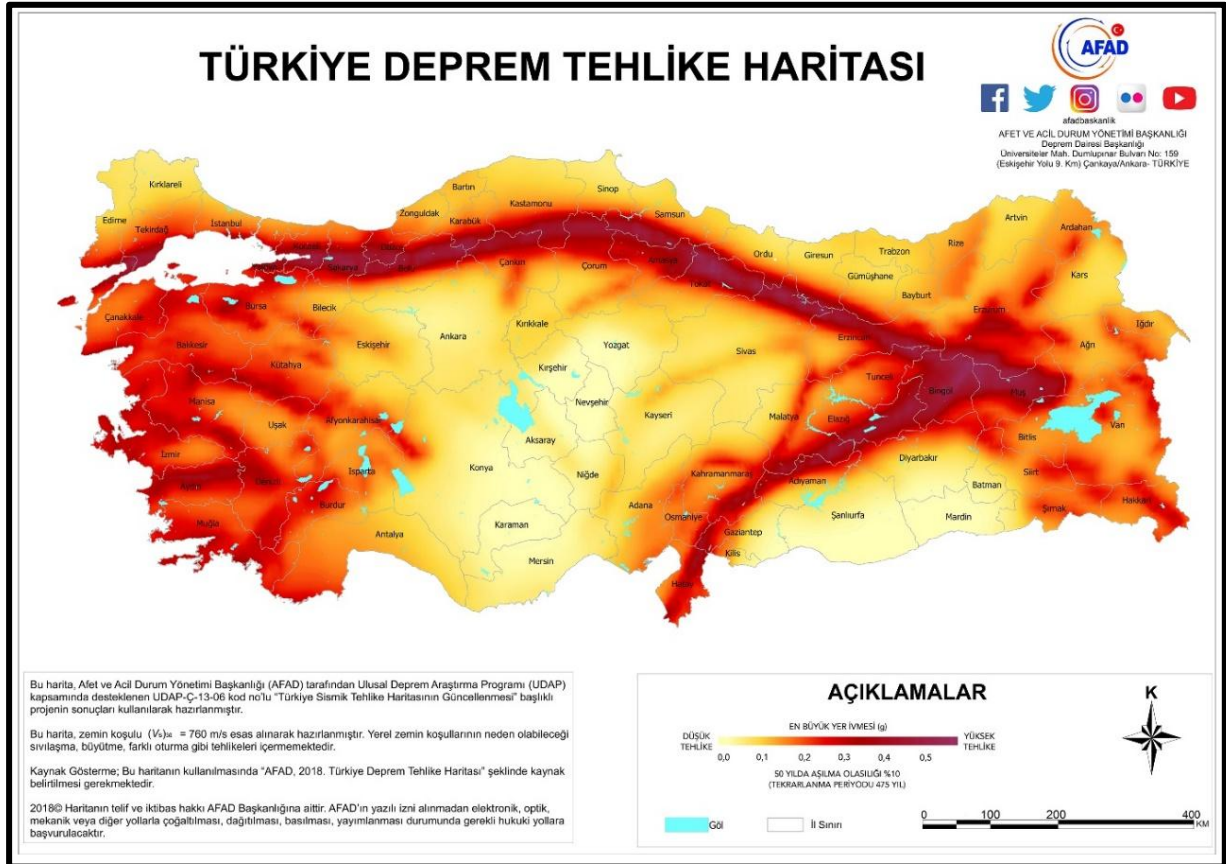 TÜRKİYE DEPREM TEHLİKE HARİTASI
AFAD
afadbaskanlik
AFET VE ACİL DURUM YÖNETİMİ BAŞKANLIĞI
Deprem Dairesi Başkanlığı
Üniversiteler Mah. Dumlupınar Bulvarı No: 159
(Eskişehir Yolu 9. Km) Çankaya/Ankara- TÜRKİYE
Kırklareli
Edirne
Tekirdağ
İstanbul
Sakarya
Zonguldak
Bartın
Karabük
Kastamonu
Sinop
Samsun
Çankırı
Çorum
Amasya
Tokat
Ordu
Giresun
Trabzon
Gümüşhane
Bayburt
Rize
Artvin
Ardahan
Kars
Erzurum
Iğdır
Ağrı
Çanakkale
Bursa
Bilecik
Balıkesir
Kütahya
Eskişehir
Ankara
Kırıkkale
Yozgat
Kırşehir
Nevşehir
Sivas
Erzincan
Tunceli
Bingöl
Muş
Manisa
Uşak
Afyonkarahisar
İzmir
Aydın
Denizli
Isparta
Burdur
Muğla
Antalya
Konya
Aksaray
Niğde
Kayseri
Karaman
Mersin
Adana
Malatya
Elazığ
Kahramanmaraş
Adıyaman
Osmaniye
Gaziantep
Kilis
Hatay
Şanlıurfa
Diyarbakır
Batman
Mardin
Bitlis
Van
Siirt
Şırnak
Hakkari
Bu harita, Afet ve Acil Durum Yönetimi Başkanlığı (AFAD) tarafından Ulusal Deprem Araştırma Programı (UDAP)
kapsamında desteklenen UDAP-Ç-13-06 kod no'lu "Türkiye Sismik Tehlike Haritasının Güncellenmesi" başlıklı
projenin sonuçları kullanılarak hazırlanmıştır.
Bu harita, zemin koşulu (Vs)30 = 760 m/s esas alınarak hazırlanmıştır. Yerel zemin koşullarının neden olabileceği
sıvılaşma, büyütme, farklı oturma gibi tehlikeleri içermemektedir.
Kaynak Gösterme; Bu haritanın kullanılmasında "AFAD, 2018. Türkiye Deprem Tehlike Haritası" şeklinde kaynak
belirtilmesi gerekmektedir.
2018© Haritanın telif ve iktibas hakkı AFAD Başkanlığına aittir. AFAD'ın yazılı izni alınmadan elektronik, optik,
mekanik veya diğer yollarla çoğaltılması, dağıtılması, basılması, yayımlanması durumunda gerekli hukuki yollara
başvurulacaktır.
AÇIKLAMALAR
EN BÜYÜK YER İVMESİ (g)
DÜŞÜK TEHLİKE
YÜKSEK TEHLİKE
0,0 0,1 0,2 0,3 0,4 0,5
50 YILDA AŞILMA OLASILIĞI %10
(TEKRARLANMA PERİYODU 475 YIL)
Göl
İl Sınırı
K
0 100 200 400
KM